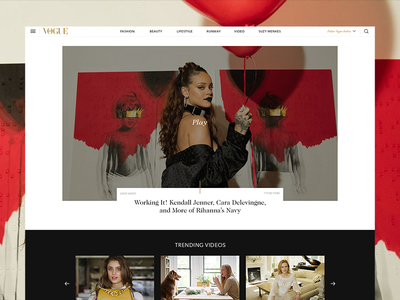 VOGUE
FASHION BEAUTY LIFESTYLE RUNWAY VIDEO SUZY MENKES
Play
Working It! Kendall Jenner, Cara Delevingne,
and More of Rihanna's Navy
TRENDING VIDEOS